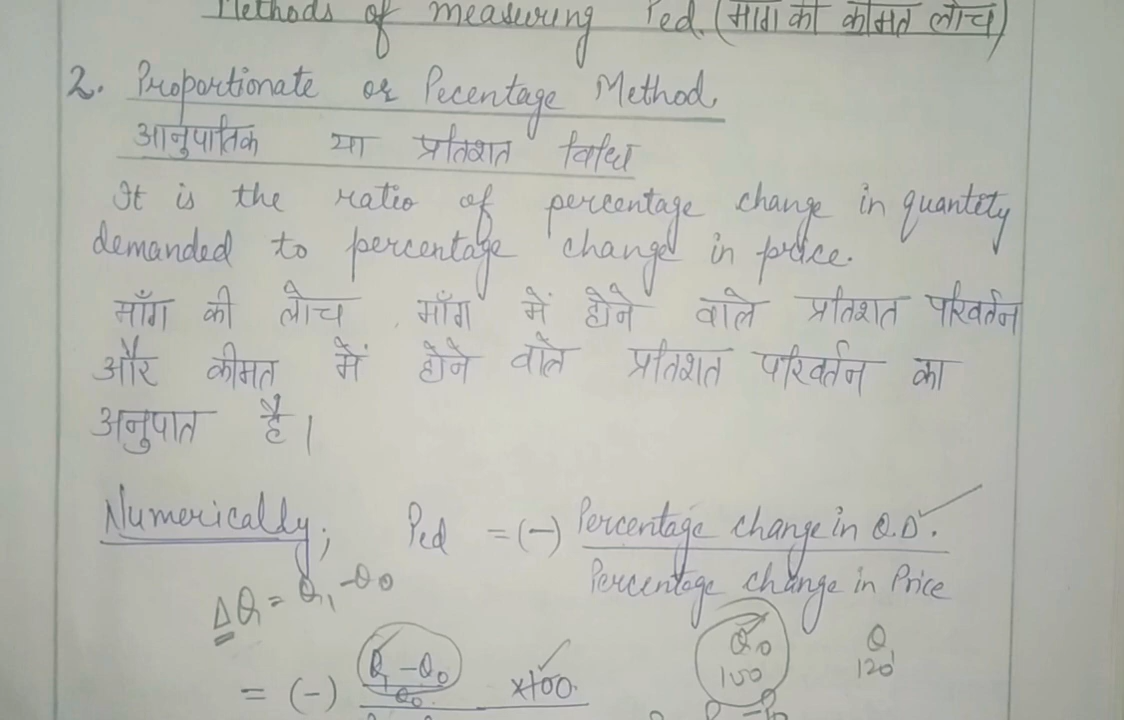 Methods of measuring Ped. (माँग की कीमत लोच)
2. Proportionate or Pecentage Method.
आनुपातिक या प्रतिशत विधि
It is the ratio of percentage change in quantity
demanded to percentage change in price.
माँग की लोच , माँग में होने वाले प्रतिशत परिवर्तन
और कीमत में होने वाले प्रतिशत परिवर्तन का
अनुपात है।
Numerically; Ped = (-) Percentage change in Q.D.
Percentage change in Price
ΔQ = Q₁ - Q₀
Q₀ Q₁
100 120
= (-) Q₁ - Q₀ x100
Q₀